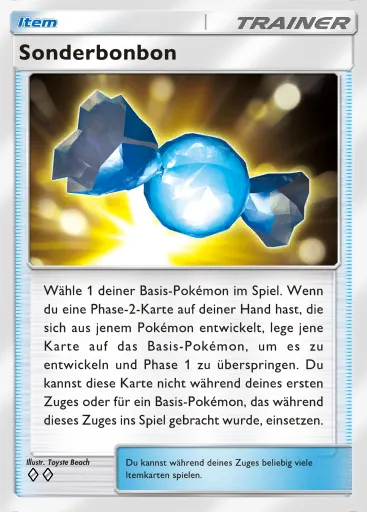 Item
TRAINER
Sonderbonbon
Wähle 1 deiner Basis-Pokémon im Spiel. Wenn
du eine Phase-2-Karte auf deiner Hand hast, die
sich aus jenem Pokémon entwickelt, lege jene
Karte auf das Basis-Pokémon, um es zu
entwickeln und Phase 1 zu überspringen. Du
kannst diese Karte nicht während deines ersten
Zuges oder für ein Basis-Pokémon, das während
dieses Zuges ins Spiel gebracht wurde, einsetzen.
Illustr. Toyste Beach
Du kannst während deines Zuges beliebig viele
Itemkarten spielen.